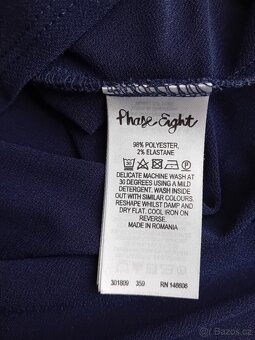 Phase Eight
98% POLYESTER,
2% ELASTANE
DELICATE MACHINE WASH AT
30 DEGREES USING A MILD
DETERGENT. WASH INSIDE
OUT WITH SIMILAR COLOURS.
RESHAPE WHILST DAMP AND
DRY FLAT. COOL IRON ON
REVERSE.
MADE IN ROMANIA
301809 359 RN 146608
Bazoš.cz